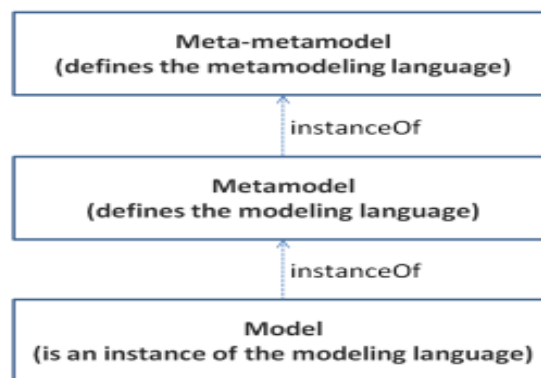 Meta-metamodel
(defines the metamodeling language)
instanceOf
Metamodel
(defines the modeling language)
instanceOf
Model
(is an instance of the modeling language)